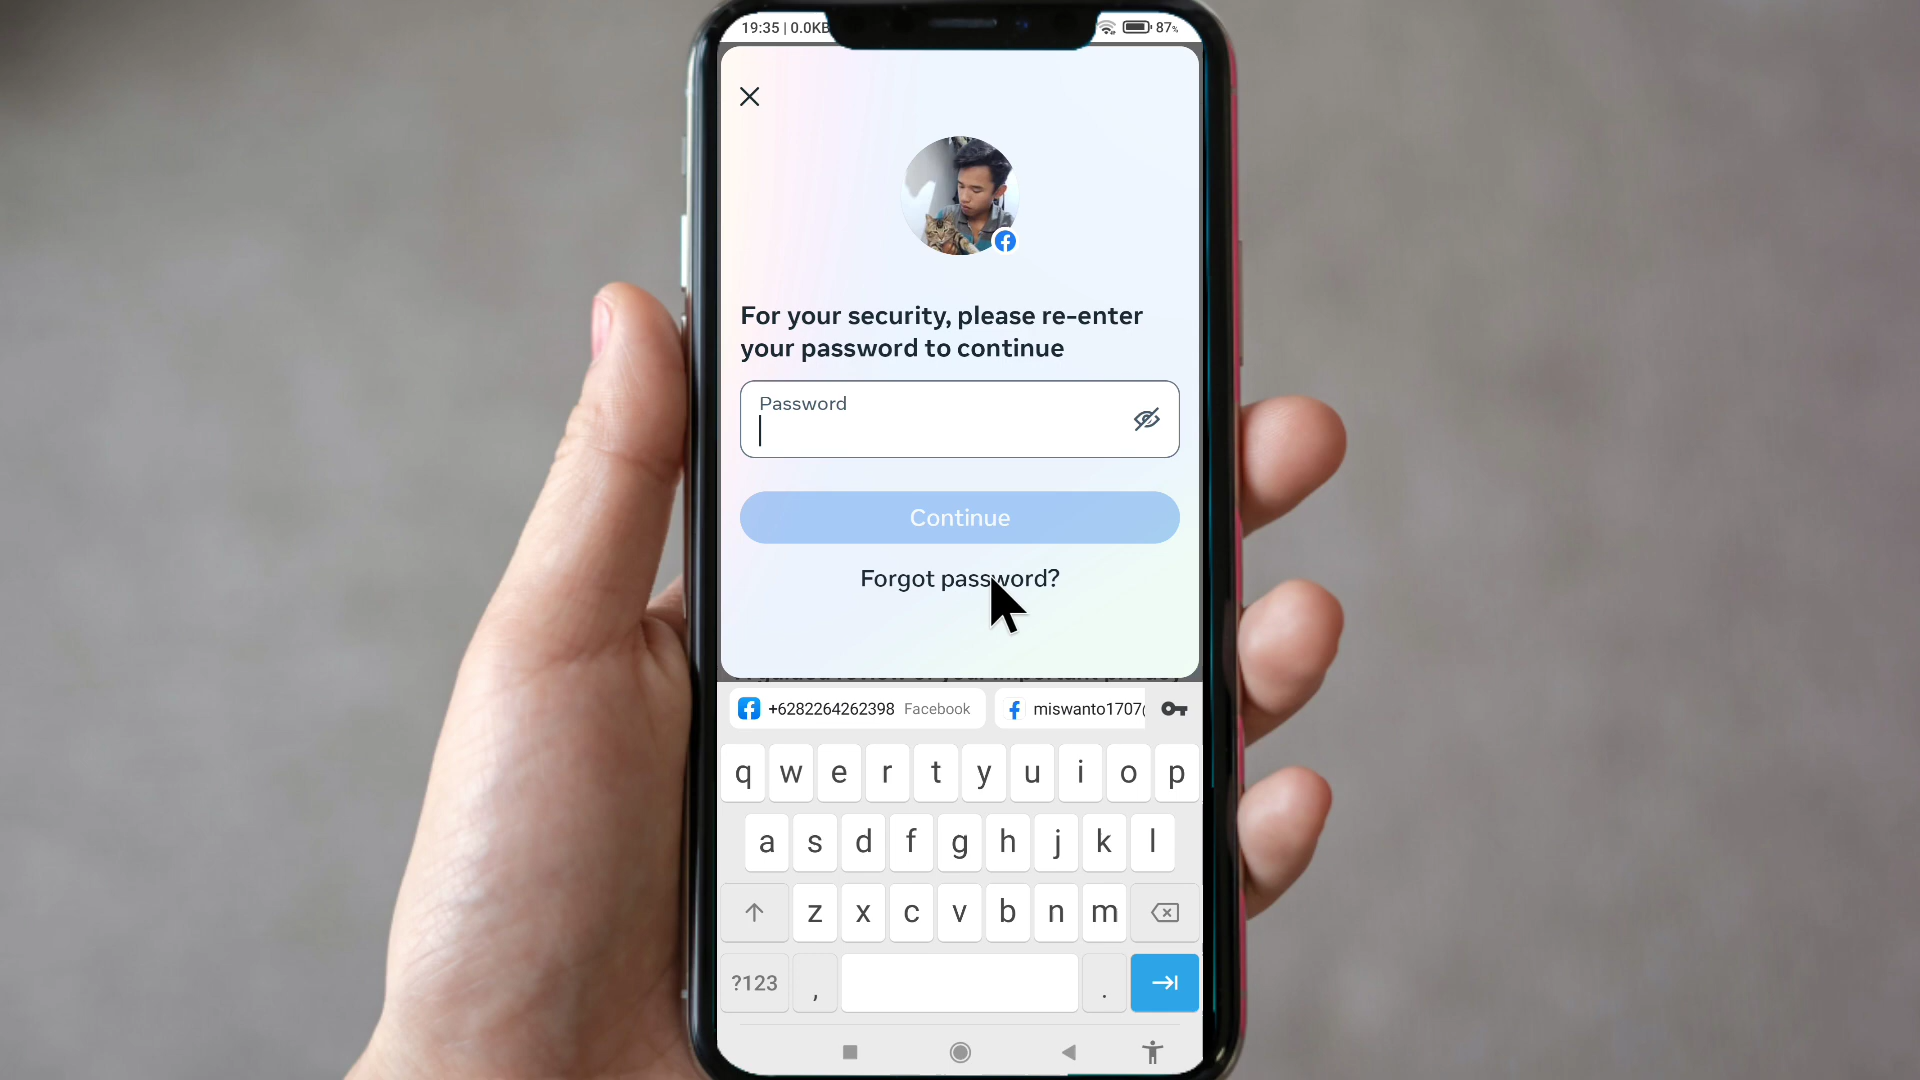 19:35 | 0.0KB
87%
For your security, please re-enter
your password to continue
Password
Continue
Forgot password?
+6282264262398 Facebook
miswanto1707
q w e r t y u i o p
a s d f g h j k l
z x c v b n m
?123 , .